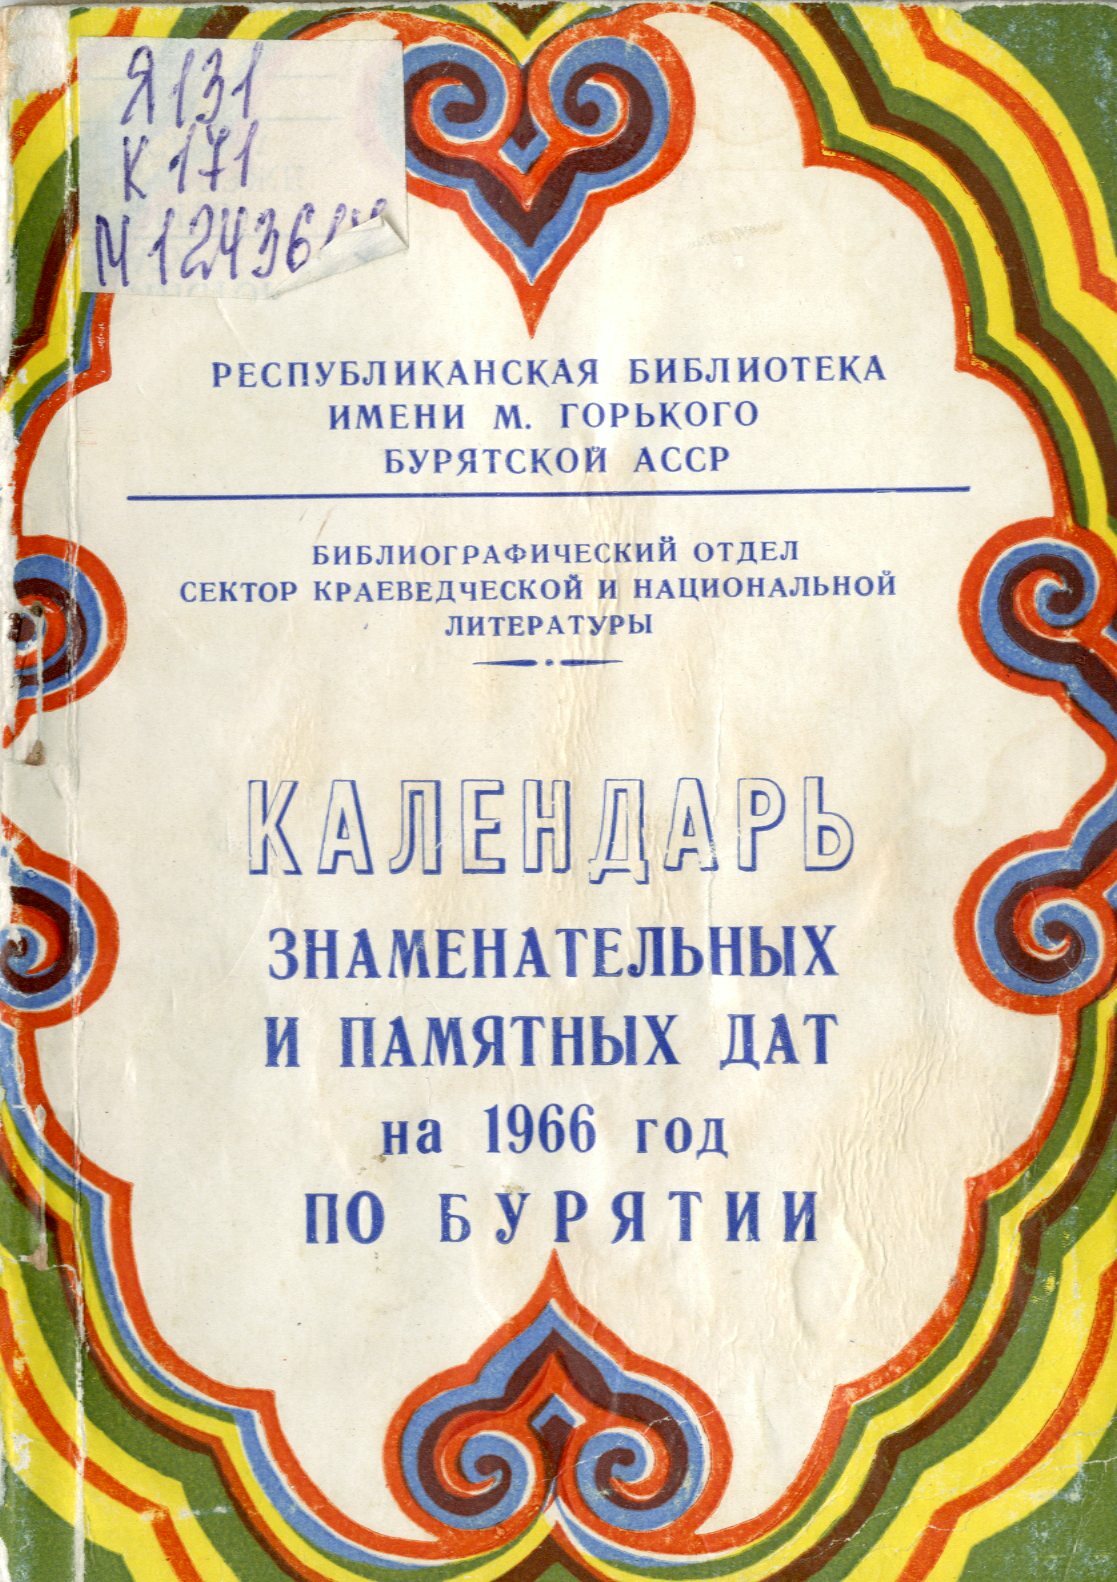 Я131
К171
РЕСПУБЛИКАНСКАЯ БИБЛИОТЕКА
ИМЕНИ М. ГОРЬКОГО
БУРЯТСКОЙ АССР
БИБЛИОГРАФИЧЕСКИЙ ОТДЕЛ
СЕКТОР КРАЕВЕДЧЕСКОЙ И НАЦИОНАЛЬНОЙ
ЛИТЕРАТУРЫ
КАЛЕНДАРЬ
ЗНАМЕНАТЕЛЬНЫХ
И ПАМЯТНЫХ ДАТ
на 1966 год
ПО БУРЯТИИ